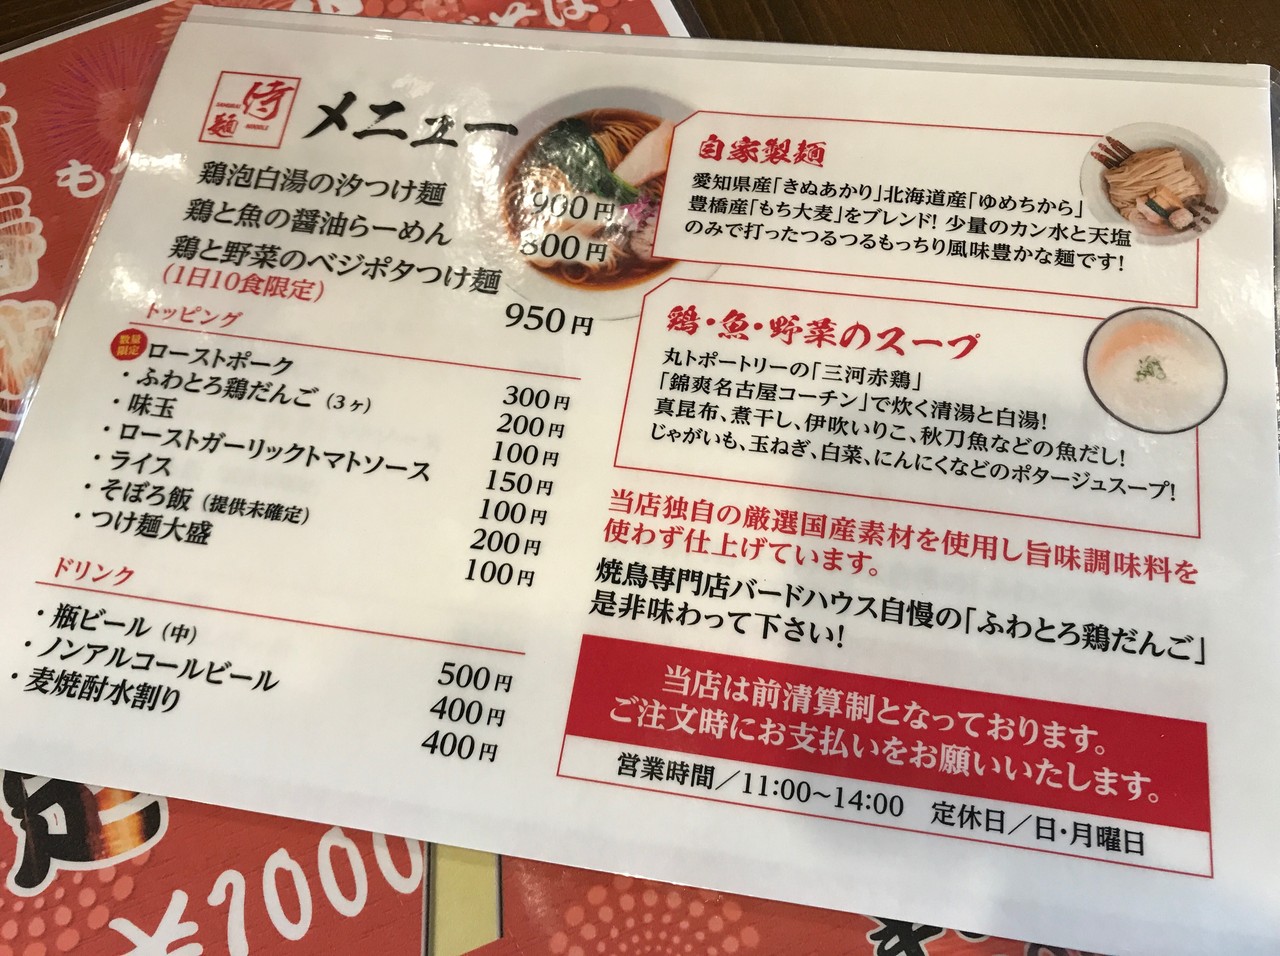 侍
麺
SAMURAI
NOODLE
メニュー
鶏泡白湯の汐つけ麺 900円
鶏と魚の醤油らーめん 800円
鶏と野菜のベジポタつけ麺
(1日10食限定)
950円
トッピング
数量限定 ローストポーク 300円
・ふわとろ鶏だんご(3ヶ) 200円
・味玉 100円
・ローストガーリックトマトソース 150円
・ライス 100円
・そぼろ飯(提供未確定) 200円
・つけ麺大盛 100円
ドリンク
・瓶ビール(中) 500円
・ノンアルコールビール 400円
・麦焼酎水割り 400円
自家製麺
愛知県産「きぬあかり」北海道産「ゆめちから」
豊橋産「もち大麦」をブレンド! 少量のカン水と天塩
のみで打ったつるつるもっちり風味豊かな麺です!
鶏・魚・野菜のスープ
丸トポートリーの「三河赤鶏」
「錦爽名古屋コーチン」で炊く清湯と白湯!
真昆布、煮干し、伊吹いりこ、秋刀魚などの魚だし!
じゃがいも、玉ねぎ、白菜、にんにくなどのポタージュスープ!
当店独自の厳選国産素材を使用し旨味調味料を
使わず仕上げています。
焼鳥専門店バードハウス自慢の「ふわとろ鶏だんご」
是非味わって下さい!
当店は前清算制となっております。
ご注文時にお支払いをお願いいたします。
営業時間/11:00~14:00 定休日/日・月曜日
¥1000